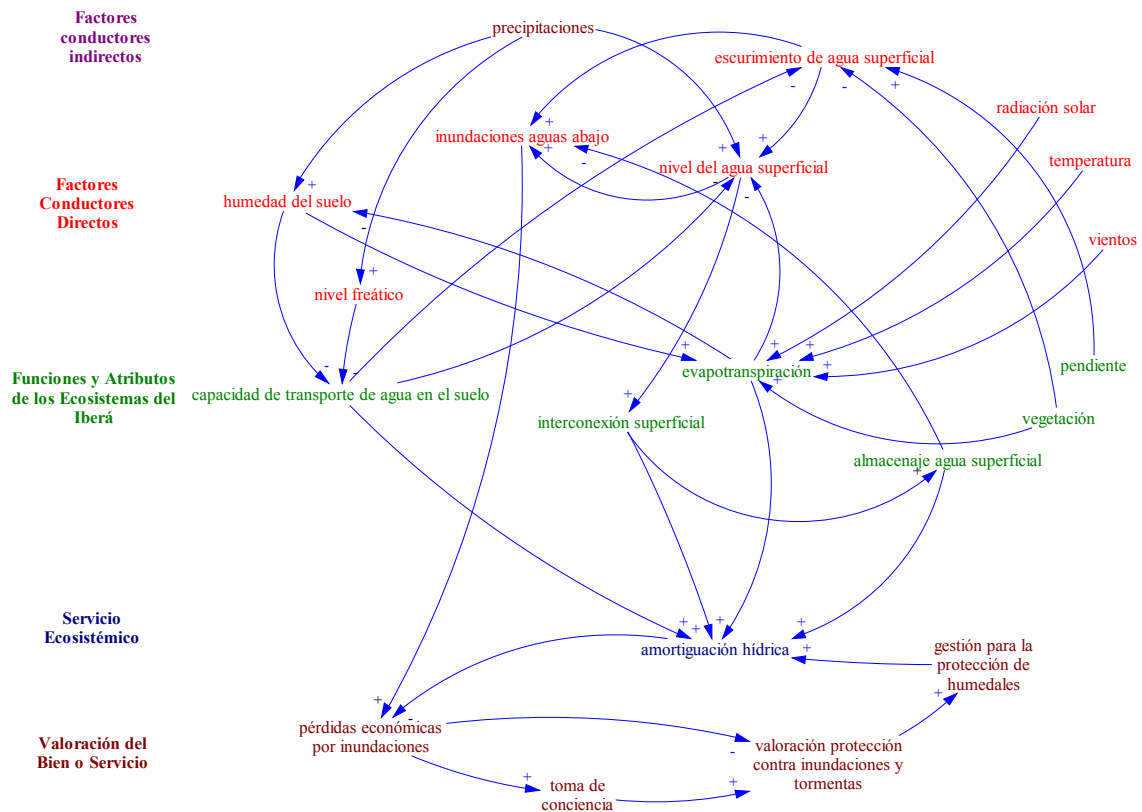 Factores
conductores
indirectos
precipitaciones
escurimiento de agua superficial
radiación solar
inundaciones aguas abajo
nivel del agua superficial
temperatura
Factores
Conductores
Directos
humedad del suelo
vientos
nivel freático
pendiente
Funciones y Atributos
de los Ecosistemas del
Iberá
capacidad de transporte de agua en el suelo
evapotranspiración
interconexión superficial
vegetación
almacenaje agua superficial
Servicio
Ecosistémico
amortiguación hídrica
gestión para la
protección de
humedales
Valoración del
Bien o Servicio
pérdidas económicas
por inundaciones
valoración protección
contra inundaciones y
tormentas
toma de
conciencia